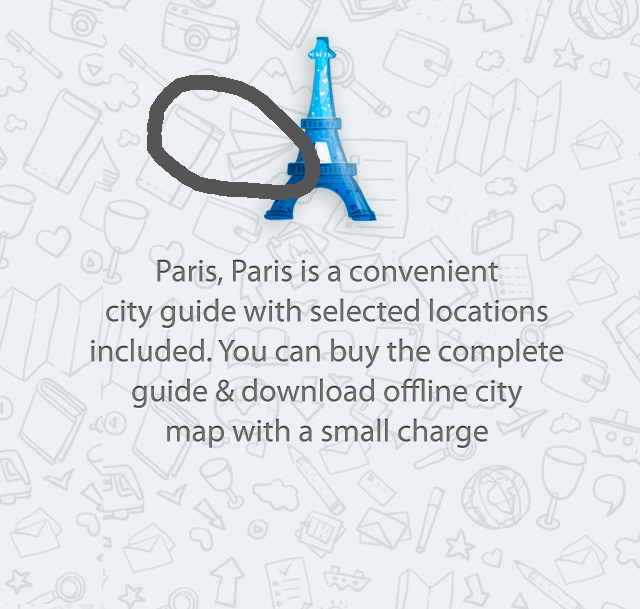 Paris, Paris is a convenient
city guide with selected locations
included. You can buy the complete
guide & download offline city
map with a small charge